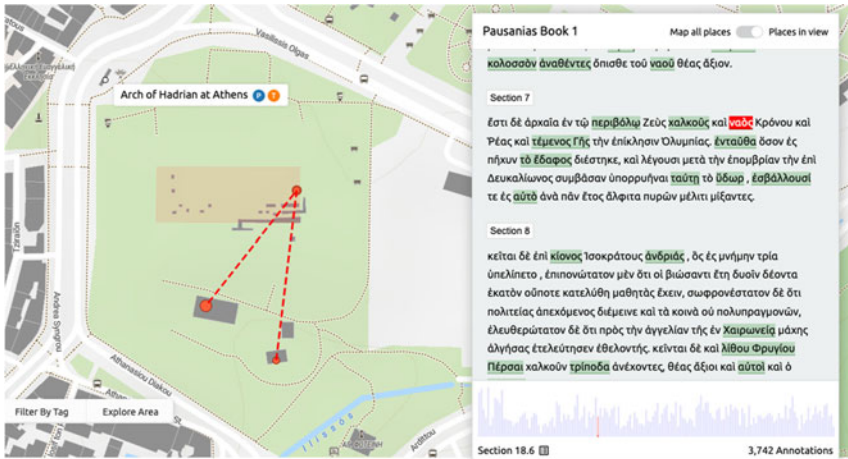 Vasilissis Olgas
Arch of Hadrian at Athens P T
Tziraion
Andrea Syngrou
Athanasiou Diakou
Ilissós
Ardittou
Filter By Tag
Explore Area
Pausanias Book 1
Map all places
Places in view
κολοσσὸν ἀναθέντες ὄπισθε τοῦ ναοῦ θέας ἄξιον.
Section 7
ἔστι δὲ ἀρχαῖα ἐν τῷ περιβόλῳ Ζεὺς χαλκοῦς καὶ ναὸς Κρόνου καὶ
Ῥέας καὶ τέμενος Γῆς τὴν ἐπίκλησιν Ὀλυμπίας. ἐνταῦθα ὅσον ἐς
πῆχυν τὸ ἔδαφος διέστηκε, καὶ λέγουσι μετὰ τὴν ἐπομβρίαν τὴν ἐπὶ
Δευκαλίωνος συμβᾶσαν ὑπορρυῆναι ταύτῃ τὸ ὕδωρ , ἐσβάλλουσί
τε ἐς αὐτὸ ἀνὰ πᾶν ἔτος ἄλφιτα πυρῶν μέλιτι μίξαντες.
Section 8
κεῖται δὲ ἐπὶ κίονος Ἰσοκράτους ἀνδριάς , ὃς ἐς μνήμην τρία
ὑπελίπετο , ἐπιπονώτατον μὲν ὅτι οἱ βιώσαντι ἔτη δυοῖν δέοντα
ἑκατὸν οὔποτε κατελύθη μαθητὰς ἔχειν, σωφρονέστατον δὲ ὅτι
πολιτείας ἀπεχόμενος διέμεινε καὶ τὰ κοινὰ οὐ πολυπραγμονῶν,
ἐλευθερώτατον δὲ ὅτι πρὸς τὴν ἀγγελίαν τῆς ἐν Χαιρωνείᾳ μάχης
ἀλγήσας ἐτελεύτησεν ἐθελοντής. κεῖνται δὲ καὶ λίθου Φρυγίου
Πέρσαι χαλκοῦν τρίποδα ἀνέχοντες, θέας ἄξιοι καὶ αὐτοὶ καὶ ὁ
Section 18.6
3,742 Annotations